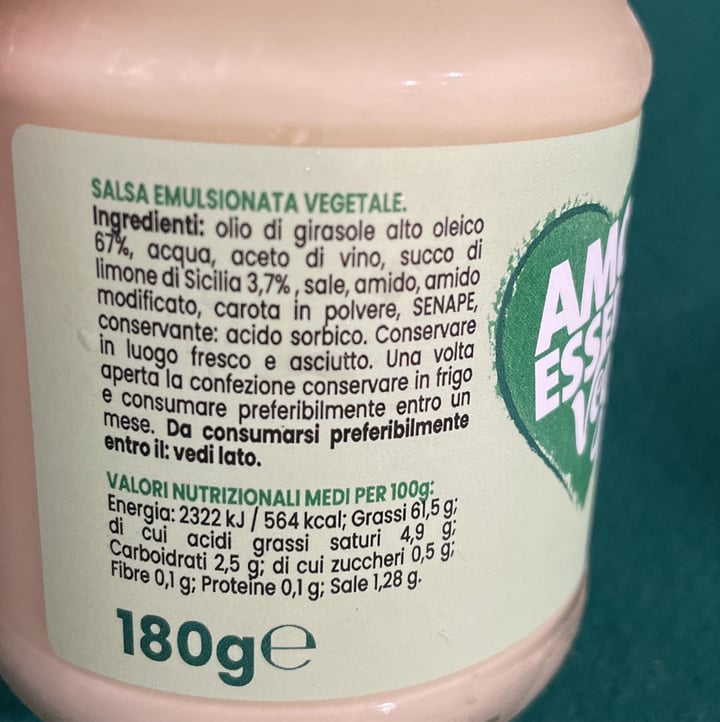 SALSA EMULSIONATA VEGETALE.
Ingredienti: olio di girasole alto oleico
67%, acqua, aceto di vino, succo di
limone di Sicilia 3,7% , sale, amido, amido
modificato, carota in polvere, SENAPE,
conservante: acido sorbico. Conservare
in luogo fresco e asciutto. Una volta
aperta la confezione conservare in frigo
e consumare preferibilmente entro un
mese. Da consumarsi preferibilmente
entro il: vedi lato.
VALORI NUTRIZIONALI MEDI PER 100g:
Energia: 2322 kJ / 564 kcal; Grassi 61,5 g;
di cui acidi grassi saturi 4,9 g;
Carboidrati 2,5 g; di cui zuccheri 0,5 g;
Fibre 0,1 g; Proteine 0,1 g; Sale 1,28 g.
180g℮